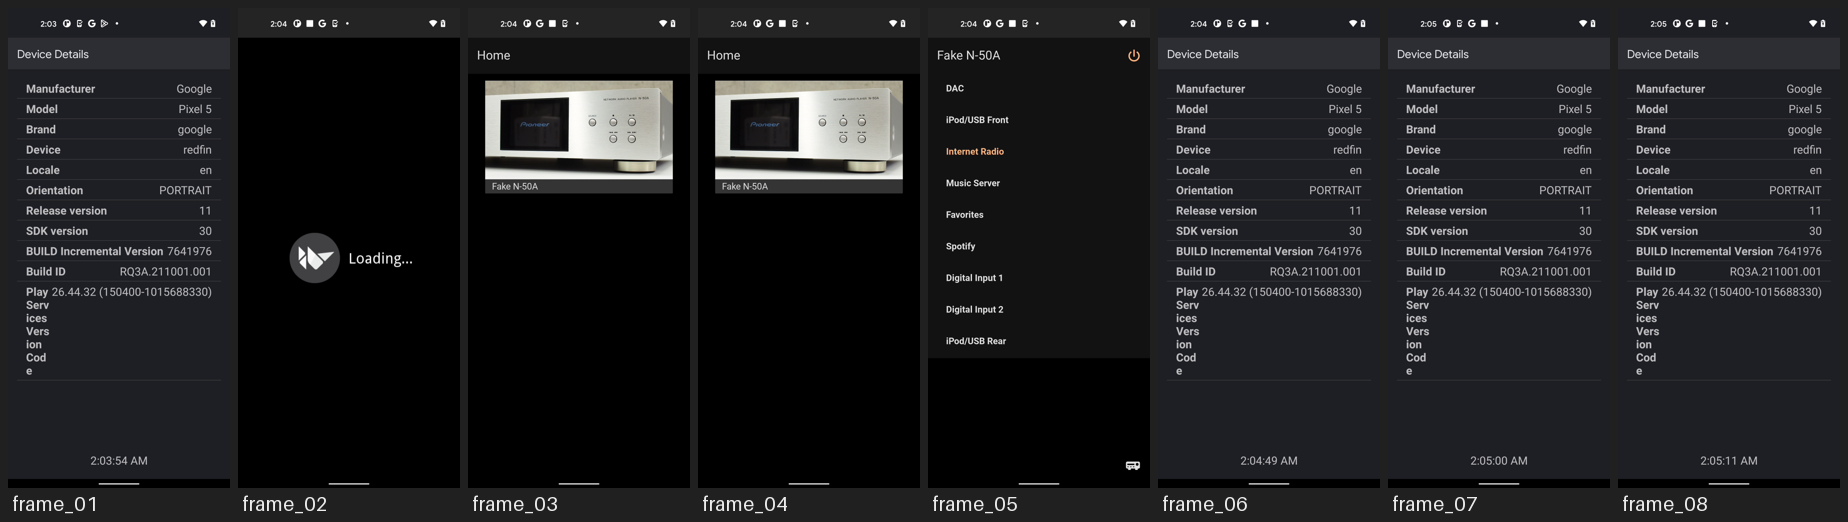 2:03
Device Details
Manufacturer Google
Model Pixel 5
Brand google
Device redfin
Locale en
Orientation PORTRAIT
Release version 11
SDK version 30
BUILD Incremental Version 7641976
Build ID RQ3A.211001.001
Play 26.44.32 (150400-1015688330)
Serv
ices
Vers
ion
Cod
e
2:03:54 AM
frame_01
2:04
Loading...
frame_02
2:04
Home
Pioneer
Fake N-50A
frame_03
2:04
Home
Pioneer
Fake N-50A
frame_04
2:04
Fake N-50A
DAC
iPod/USB Front
Internet Radio
Music Server
Favorites
Spotify
Digital Input 1
Digital Input 2
iPod/USB Rear
frame_05
2:04
Device Details
Manufacturer Google
Model Pixel 5
Brand google
Device redfin
Locale en
Orientation PORTRAIT
Release version 11
SDK version 30
BUILD Incremental Version 7641976
Build ID RQ3A.211001.001
Play 26.44.32 (150400-1015688330)
Serv
ices
Vers
ion
Cod
e
2:04:49 AM
frame_06
2:05
Device Details
Manufacturer Google
Model Pixel 5
Brand google
Device redfin
Locale en
Orientation PORTRAIT
Release version 11
SDK version 30
BUILD Incremental Version 7641976
Build ID RQ3A.211001.001
Play 26.44.32 (150400-1015688330)
Serv
ices
Vers
ion
Cod
e
2:05:00 AM
frame_07
2:05
Device Details
Manufacturer Google
Model Pixel 5
Brand google
Device redfin
Locale en
Orientation PORTRAIT
Release version 11
SDK version 30
BUILD Incremental Version 7641976
Build ID RQ3A.211001.001
Play 26.44.32 (150400-1015688330)
Serv
ices
Vers
ion
Cod
e
2:05:11 AM
frame_08